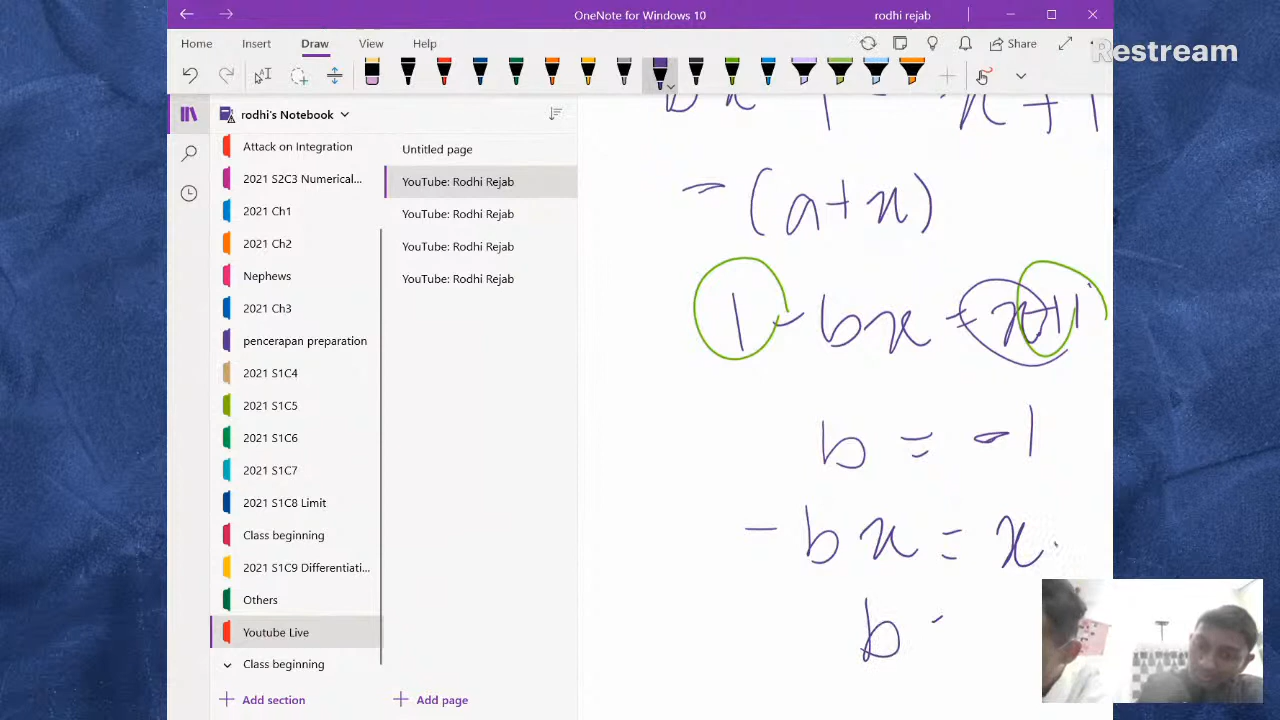 OneNote for Windows 10
rodhi rejab
Home Insert Draw View Help
Share
Restream
rodhi's Notebook
Attack on Integration
2021 S2C3 Numerical...
2021 Ch1
2021 Ch2
Nephews
2021 Ch3
pencerapan preparation
2021 S1C4
2021 S1C5
2021 S1C6
2021 S1C7
2021 S1C8 Limit
Class beginning
2021 S1C9 Differentiati...
Others
Youtube Live
Class beginning
Add section
Untitled page
YouTube: Rodhi Rejab
YouTube: Rodhi Rejab
YouTube: Rodhi Rejab
YouTube: Rodhi Rejab
Add page
-(a+x)
1-bx = x+1
b = -1
-bx = x
b